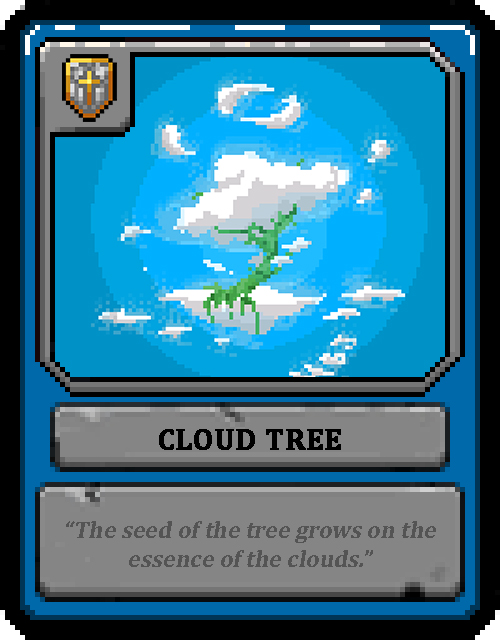 CLOUD TREE
“The seed of the tree grows on the
essence of the clouds.”